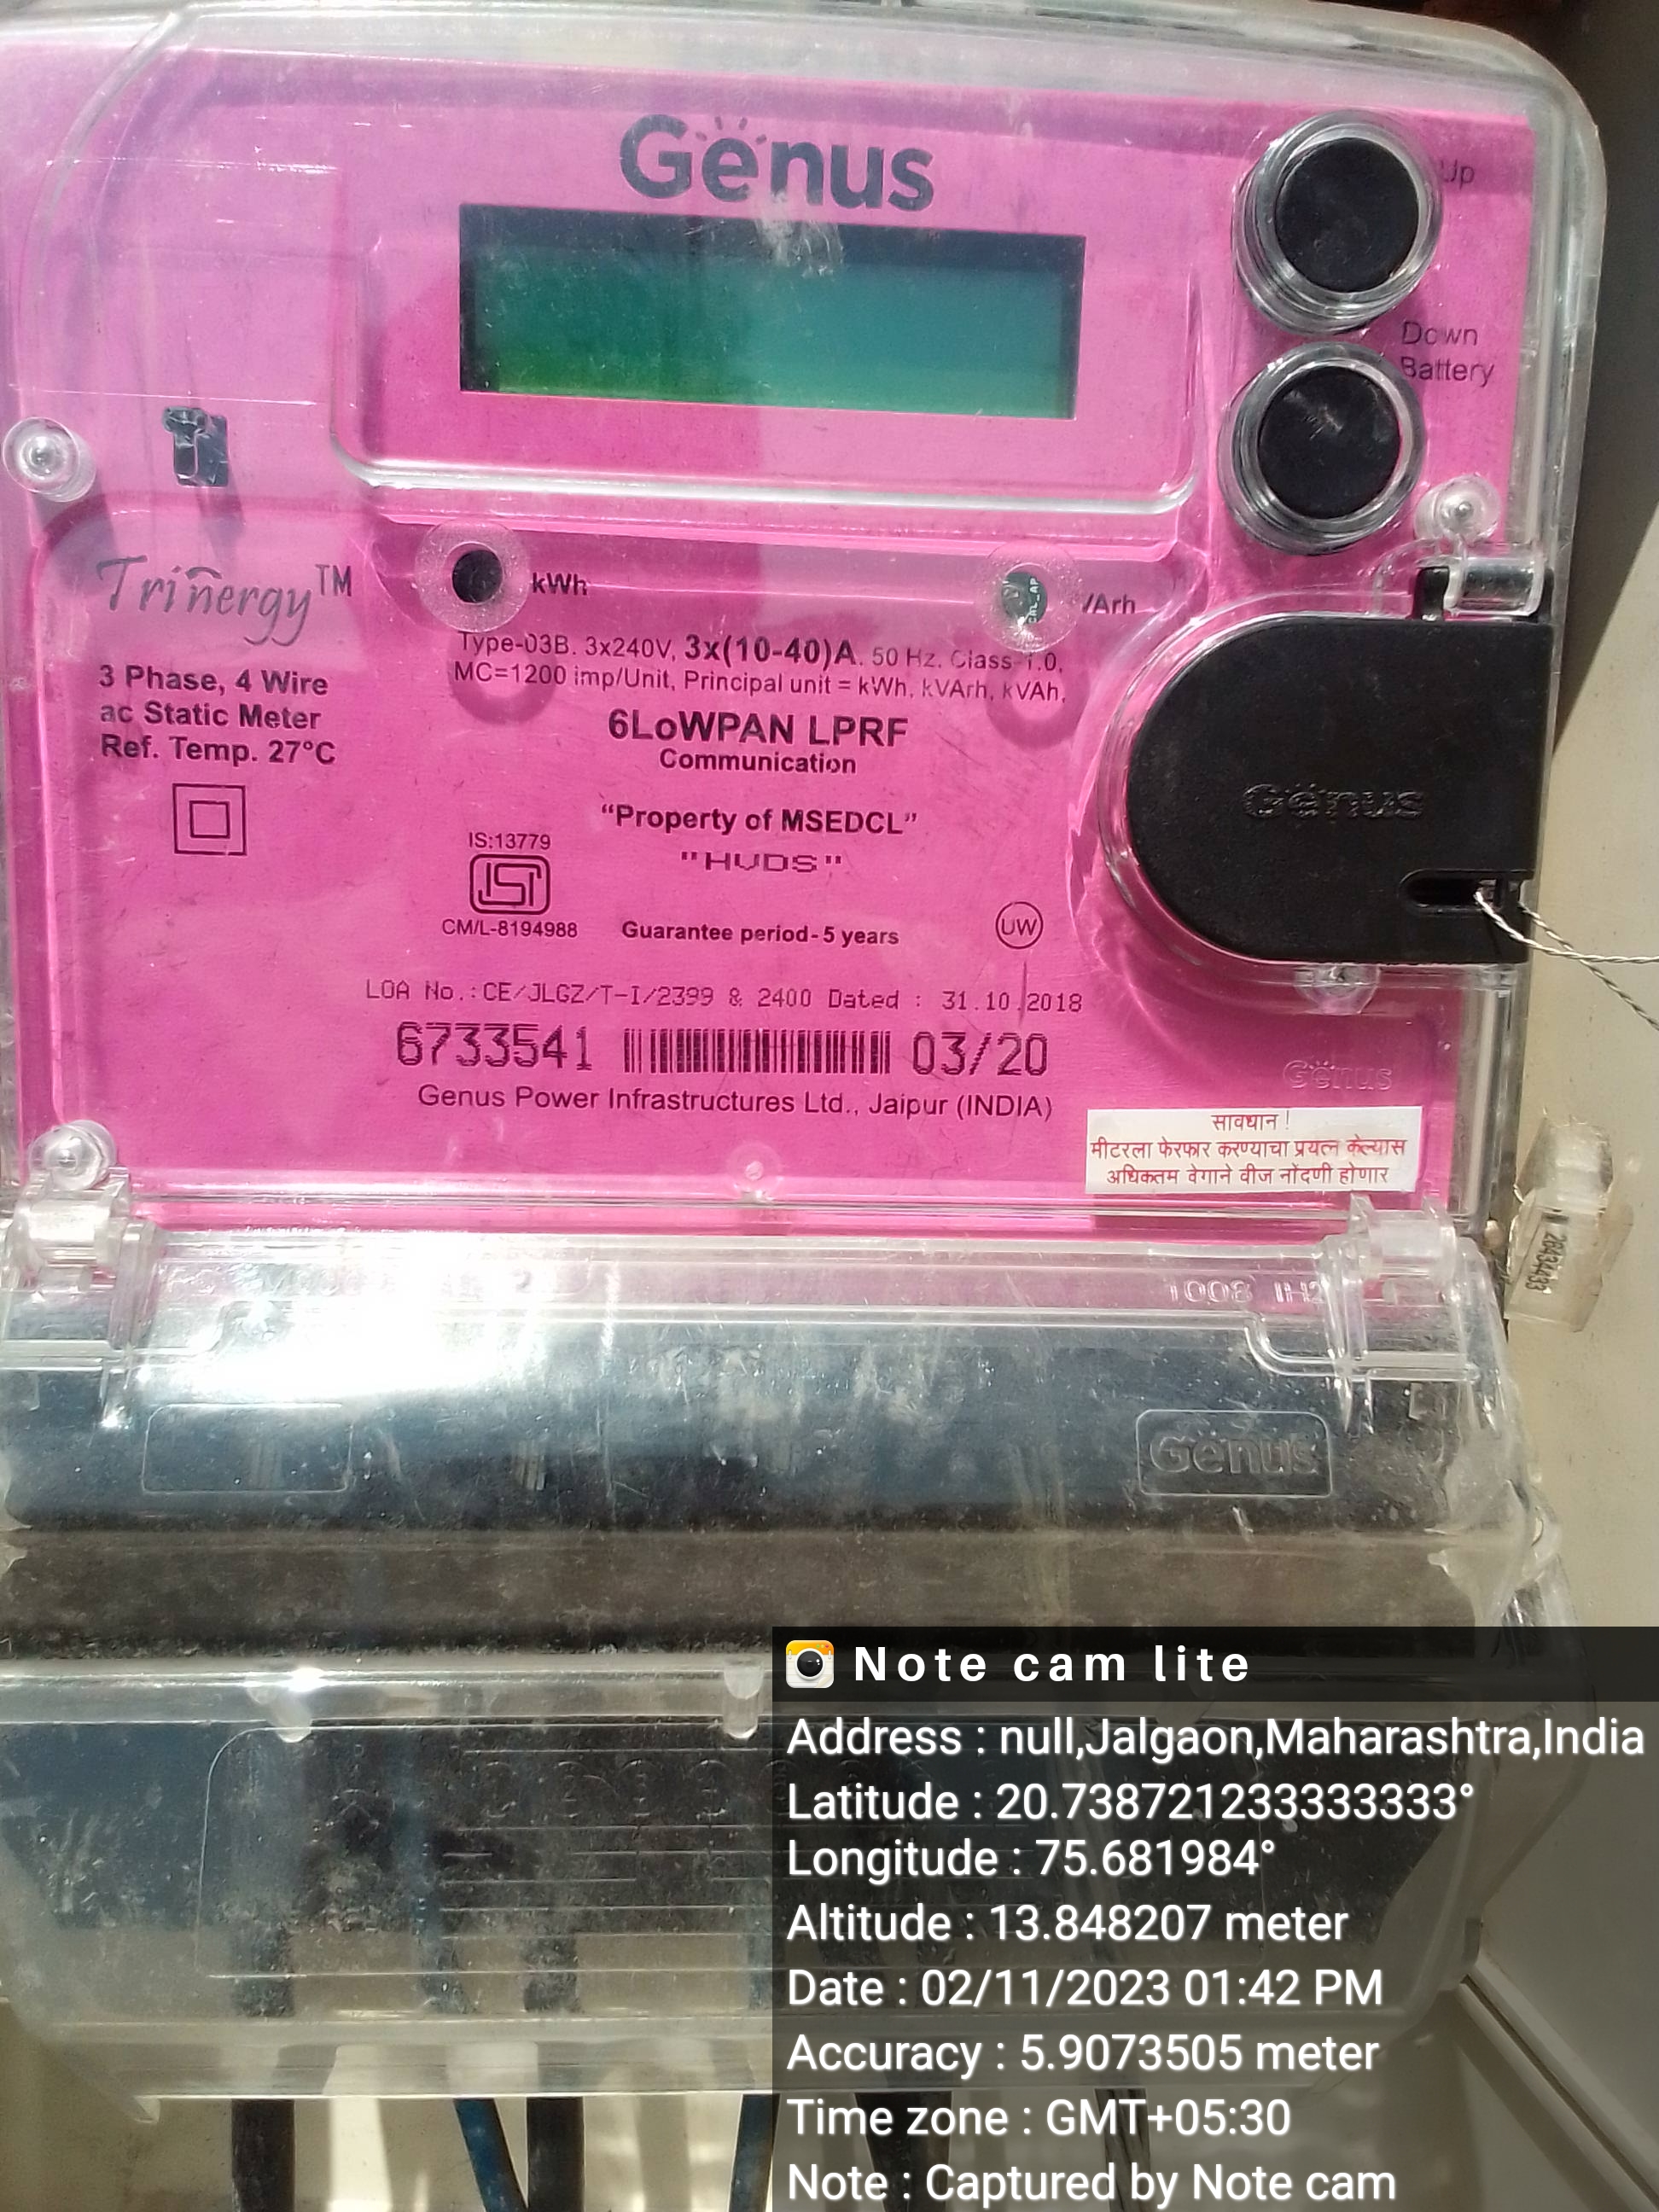 Genus
Up
Down
Battery
Trinergy™
kWh
CAL_AP
/Arh
Type-03B. 3x240V, 3x(10-40)A. 50 Hz. Class-1.0,
MC=1200 imp/Unit, Principal unit = kWh, kVArh, kVAh,
3 Phase, 4 Wire
ac Static Meter
Ref. Temp. 27°C
6LoWPAN LPRF
Communication
Genus
"Property of MSEDCL"
"HVDS"
IS:13779
ISI
CM/L-8194988
Guarantee period-5 years
UW
LOA No.:CE/JLGZ/T-I/2399 & 2400 Dated : 31.10.2018
6733541 03/20
Genus Power Infrastructures Ltd., Jaipur (INDIA)
Genus
सावधान !
मीटरला फेरफार करण्याचा प्रयत्न केल्यास
अधिकतम वेगाने वीज नोंदणी होणार
Genus
Note cam lite
Address : null,Jalgaon,Maharashtra,India
Latitude : 20.738721233333333°
Longitude : 75.681984°
Altitude : 13.848207 meter
Date : 02/11/2023 01:42 PM
Accuracy : 5.9073505 meter
Time zone : GMT+05:30
Note : Captured by Note cam